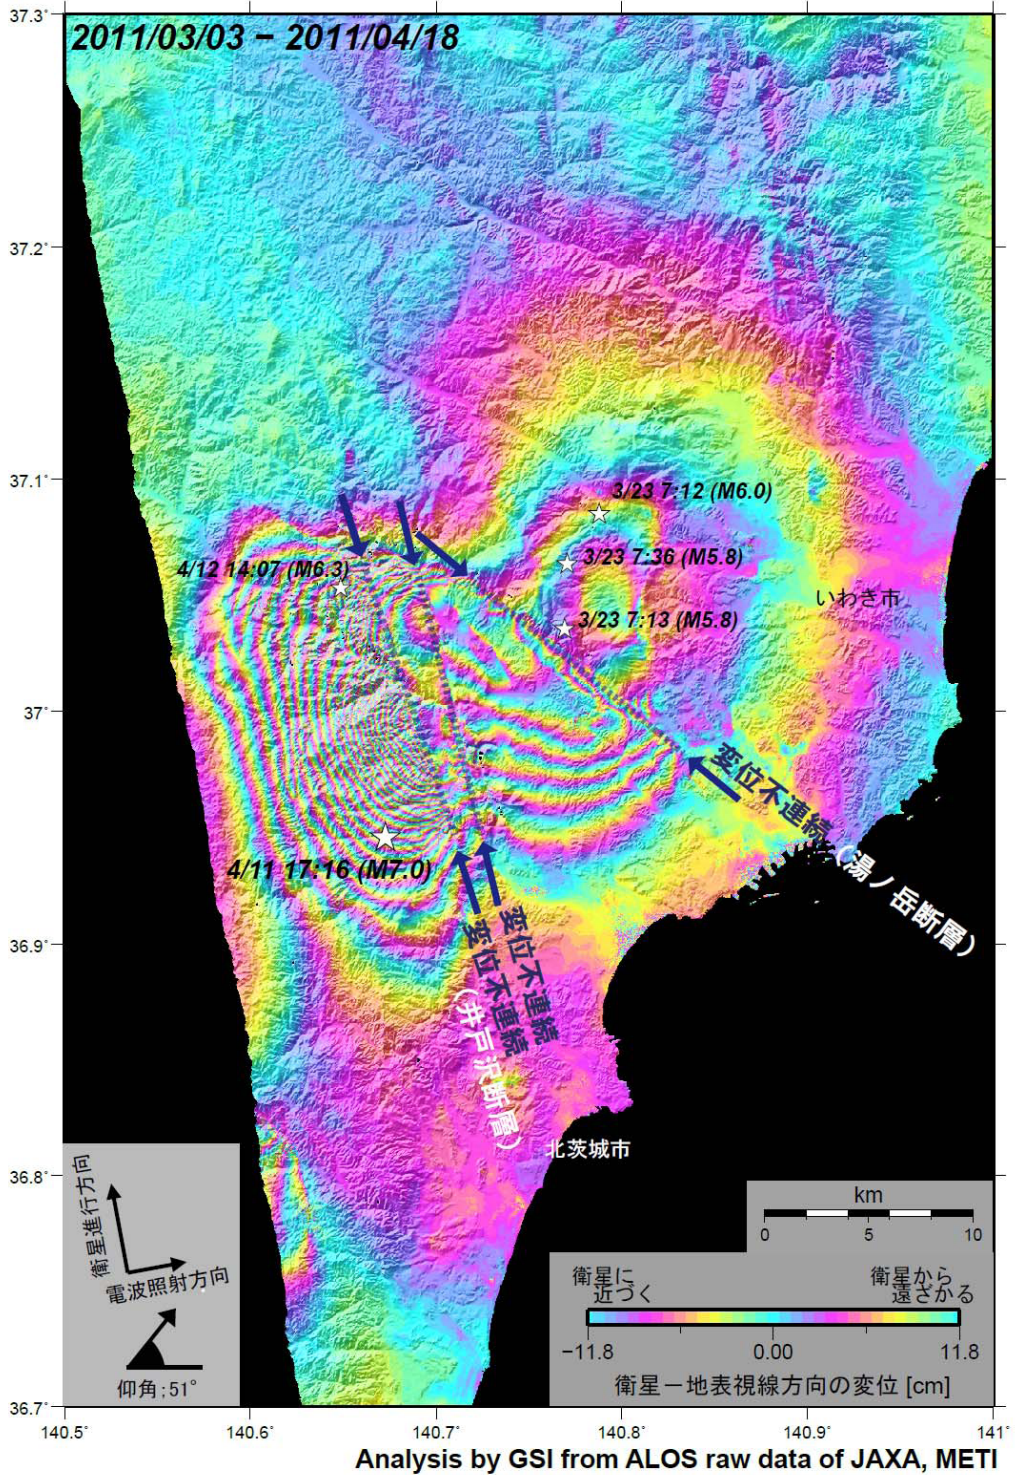 37.3°
2011/03/03 − 2011/04/18
37.2°
37.1°
3/23 7:12 (M6.0)
3/23 7:36 (M5.8)
4/12 14:07 (M6.3)
いわき市
3/23 7:13 (M5.8)
37°
変位不連続（湯ノ岳断層）
4/11 17:16 (M7.0)
36.9°
変位不連続
変位不連続
（井戸沢断層）
北茨城市
36.8°
衛星進行方向
電波照射方向
仰角;51°
km
0 5 10
衛星に
近づく
衛星から
遠ざかる
−11.8 0.00 11.8
衛星－地表視線方向の変位 [cm]
36.7°
140.5° 140.6° 140.7° 140.8° 140.9° 141°
Analysis by GSI from ALOS raw data of JAXA, METI